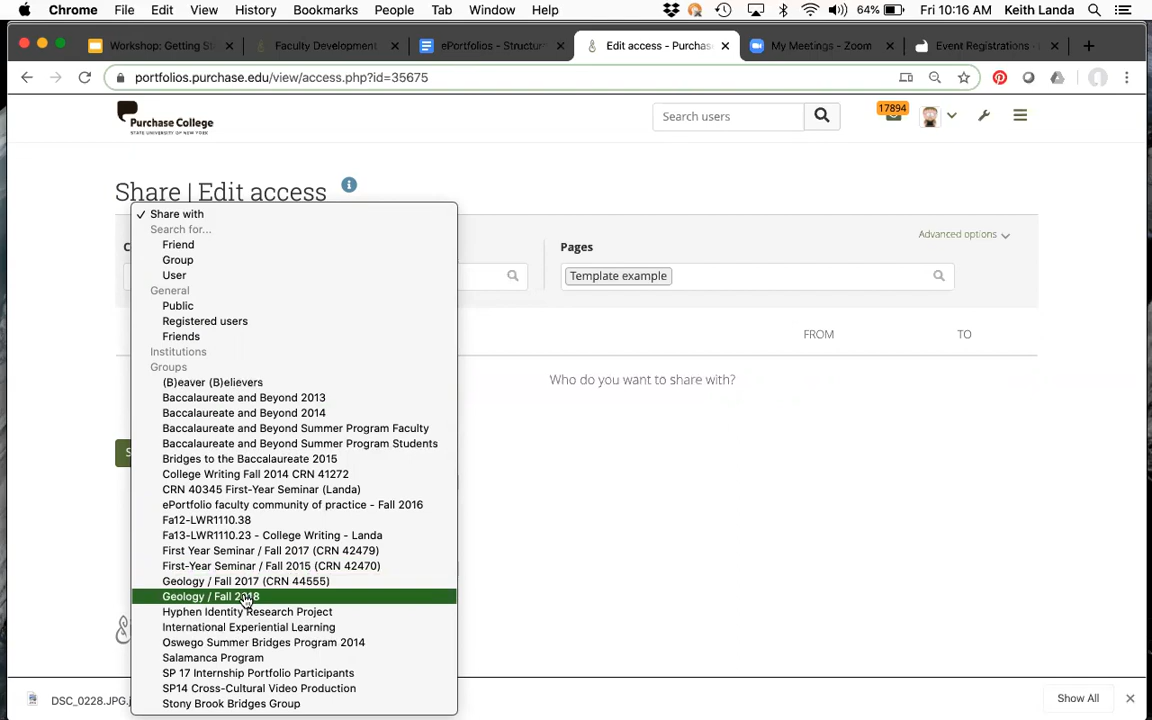 Chrome File Edit View History Bookmarks People Tab Window Help 64% Fri 10:16 AM Keith Landa
Workshop: Getting St Faculty Development ePortfolios - Structur Edit access - Purchas My Meetings - Zoom Event Registrations -
portfolios.purchase.edu/view/access.php?id=35675
Purchase College
STATE UNIVERSITY OF NEW YORK
Search users
17894
Share | Edit access
Share with
Search for...
Friend
Group
User
General
Public
Registered users
Friends
Institutions
Groups
(B)eaver (B)elievers
Baccalaureate and Beyond 2013
Baccalaureate and Beyond 2014
Baccalaureate and Beyond Summer Program Faculty
Baccalaureate and Beyond Summer Program Students
Bridges to the Baccalaureate 2015
College Writing Fall 2014 CRN 41272
CRN 40345 First-Year Seminar (Landa)
ePortfolio faculty community of practice - Fall 2016
Fa12-LWR1110.38
Fa13-LWR1110.23 - College Writing - Landa
First Year Seminar / Fall 2017 (CRN 42479)
First-Year Seminar / Fall 2015 (CRN 42470)
Geology / Fall 2017 (CRN 44555)
Geology / Fall 2018
Hyphen Identity Research Project
International Experiential Learning
Oswego Summer Bridges Program 2014
Salamanca Program
SP 17 Internship Portfolio Participants
SP14 Cross-Cultural Video Production
Stony Brook Bridges Group
Advanced options
C
Pages
Template example
FROM TO
Who do you want to share with?
S
DSC_0228.JPG.j
Show All